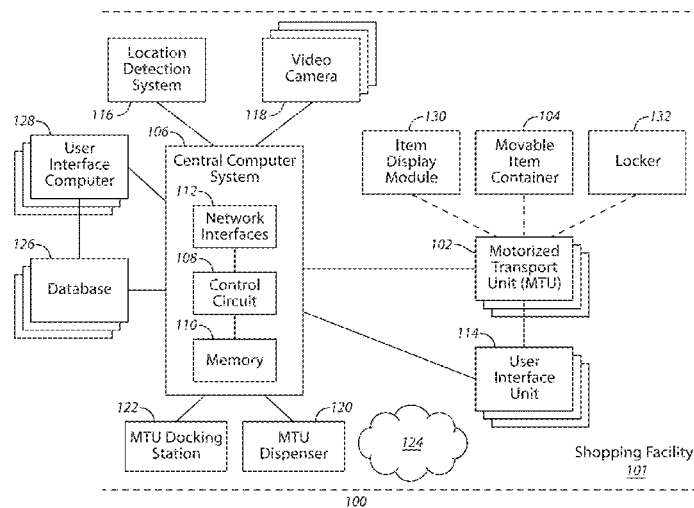 Location
Detection
System
116
Video
Camera
118
128
User
Interface
Computer
106
Central Computer
System
130
Item
Display
Module
104
Movable
Item
Container
132
Locker
112
Network
Interfaces
126
Database
108
Control
Circuit
102
Motorized
Transport
Unit (MTU)
110
Memory
114
User
Interface
Unit
122
MTU Docking
Station
120
MTU
Dispenser
124
Shopping Facility
101
100